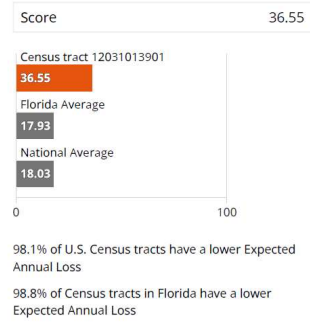 Score 36.55
Census tract 12031013901
36.55
Florida Average
17.93
National Average
18.03
0 100
98.1% of U.S. Census tracts have a lower Expected
Annual Loss
98.8% of Census tracts in Florida have a lower
Expected Annual Loss